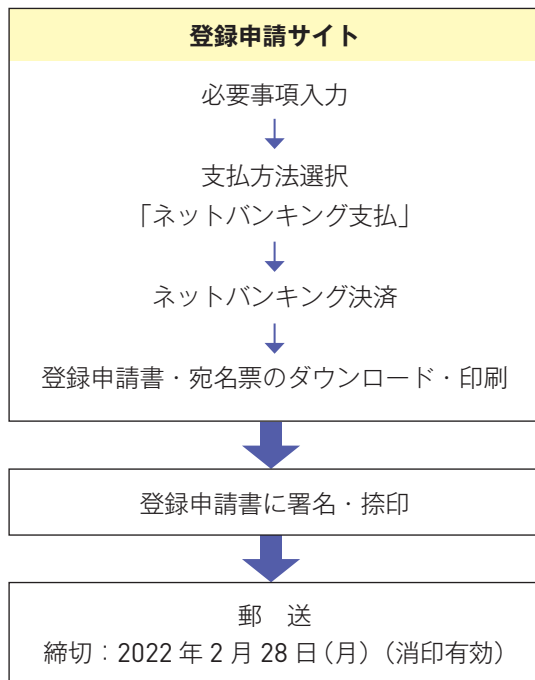 登録申請サイト
必要事項入力
支払方法選択
「ネットバンキング支払」
ネットバンキング決済
登録申請書・宛名票のダウンロード・印刷
登録申請書に署名・捺印
郵　送
締切：2022 年 2 月 28 日（月）（消印有効）